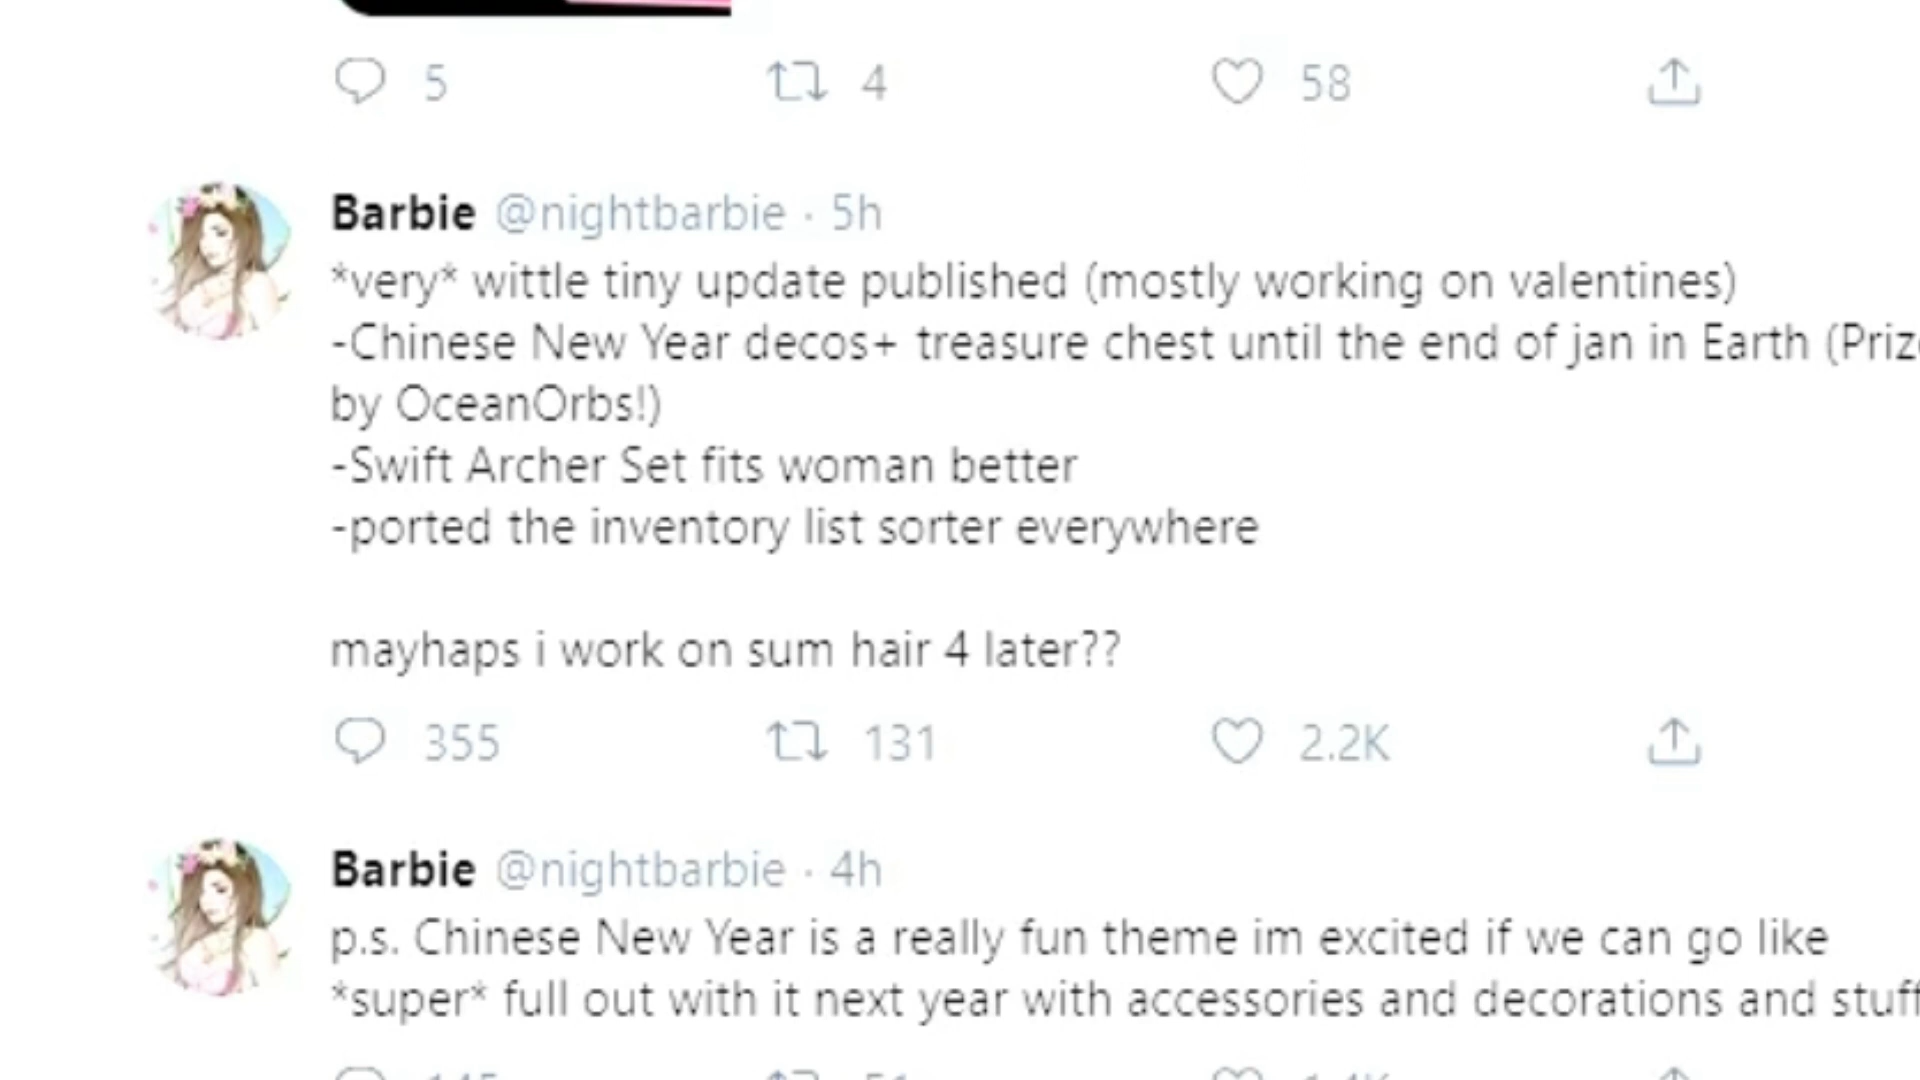 5 4 58
Barbie @nightbarbie · 5h
*very* wittle tiny update published (mostly working on valentines)
-Chinese New Year decos+ treasure chest until the end of jan in Earth
by OceanOrbs!)
-Swift Archer Set fits woman better
-ported the inventory list sorter everywhere
mayhaps i work on sum hair 4 later??
355 131 2.2K
Barbie @nightbarbie · 4h
p.s. Chinese New Year is a really fun theme im excited if we can go like
*super* full out with it next year with accessories and decorations and stuff